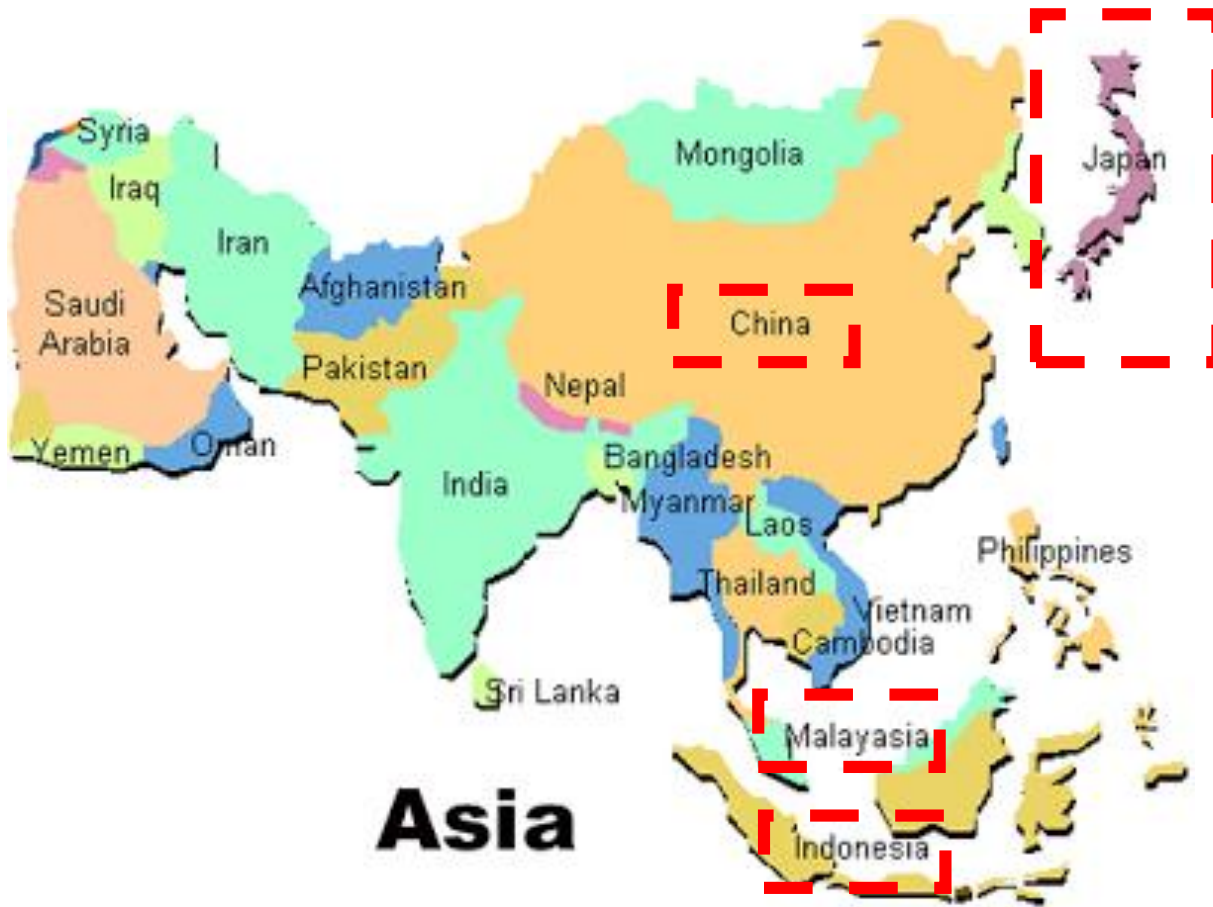 Syria
Mongolia
Japan
Iraq
Iran
Afghanistan
Saudi
Arabia
China
Pakistan
Nepal
Yemen
Oman
India
Bangladesh
Myanmar
Laos
Philippines
Thailand
Vietnam
Cambodia
Sri Lanka
Malayasia
Asia
Indonesia